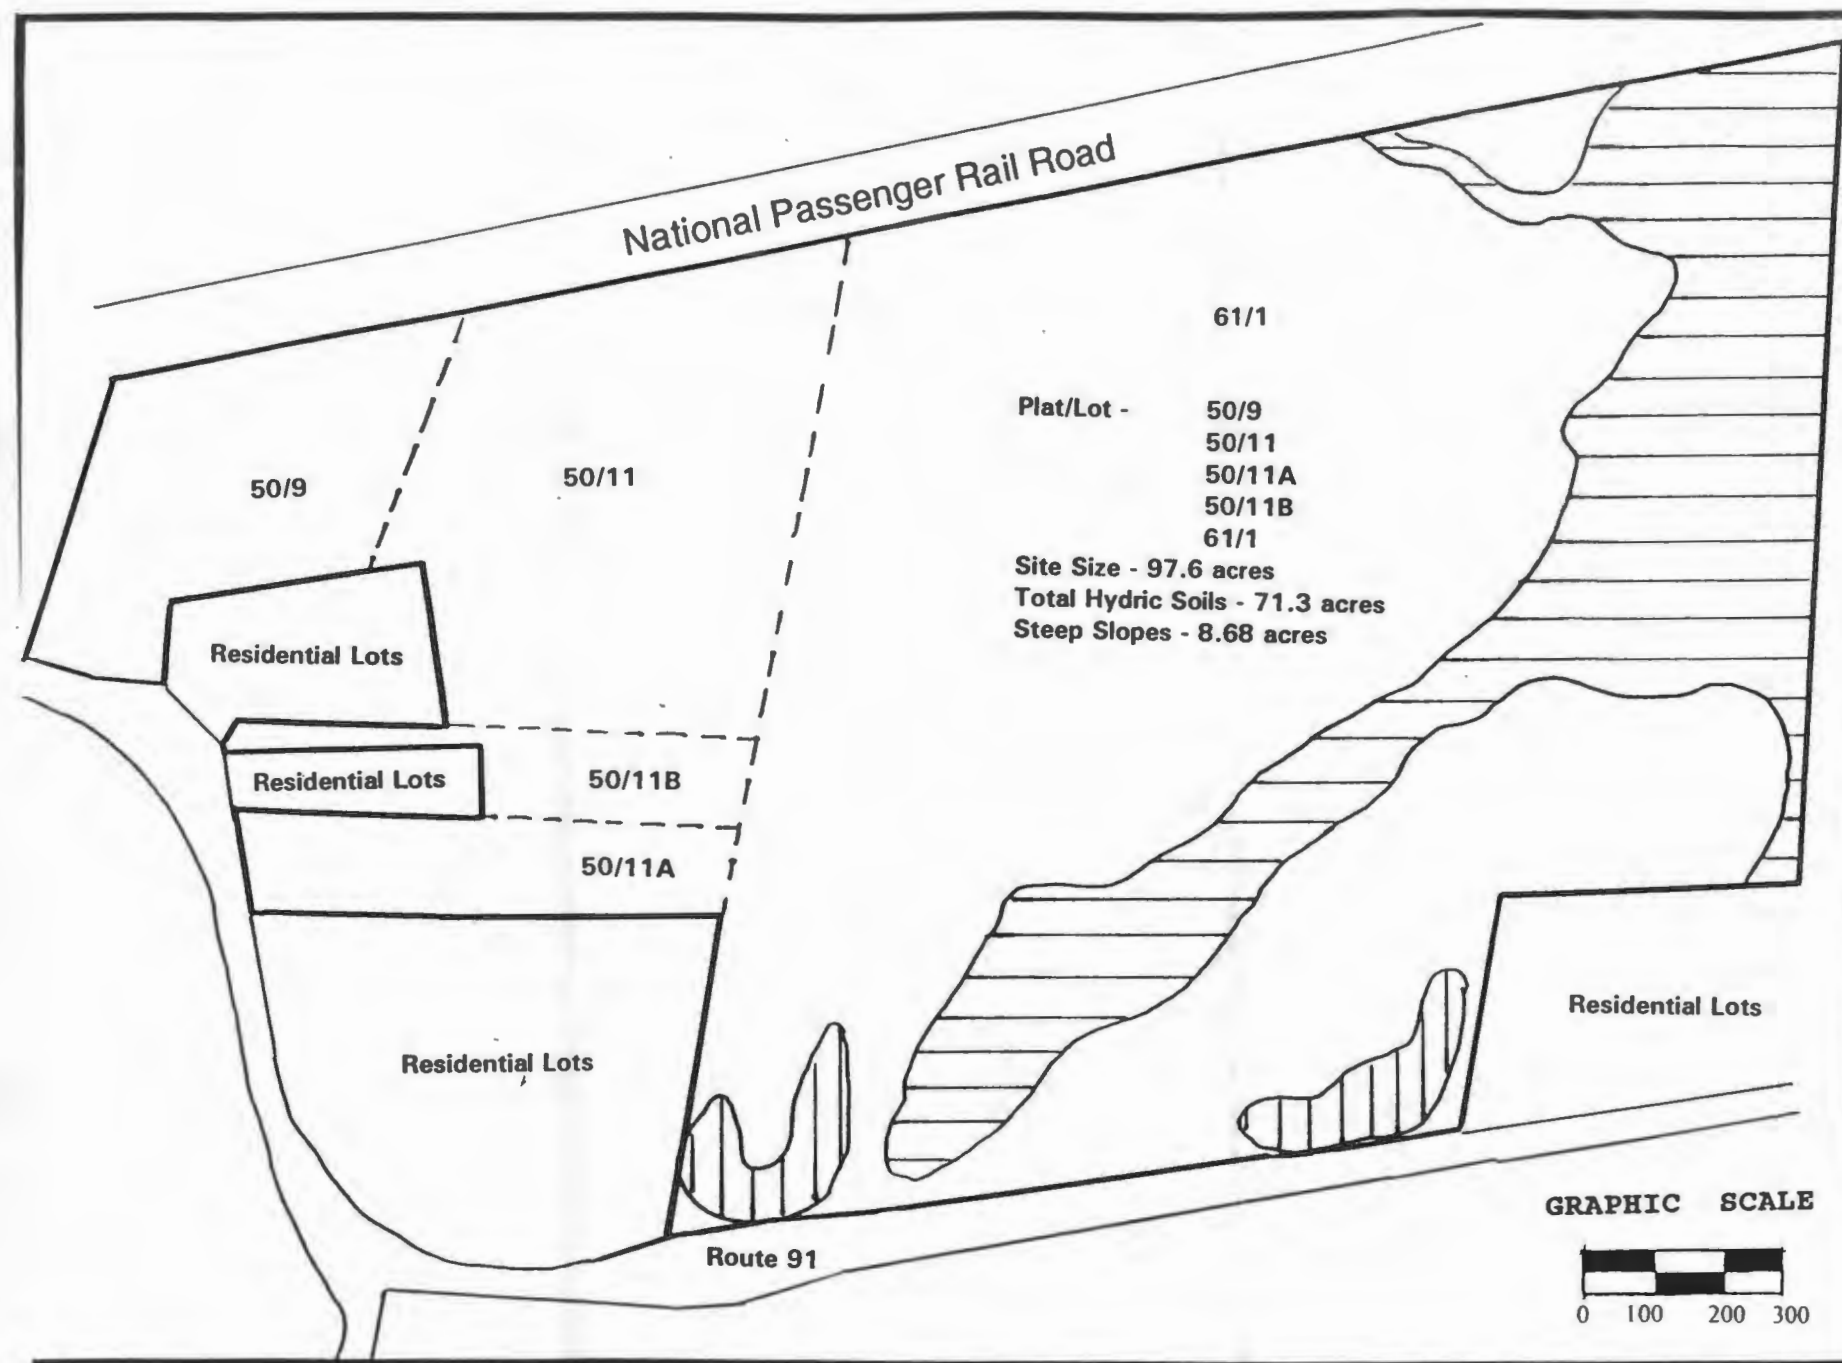 National Passenger Rail Road
61/1
Plat/Lot - 50/9
50/11
50/11A
50/11B
61/1
Site Size - 97.6 acres
Total Hydric Soils - 71.3 acres
Steep Slopes - 8.68 acres
50/9
50/11
Residential Lots
Residential Lots
50/11B
50/11A
Residential Lots
Residential Lots
Route 91
GRAPHIC SCALE
0 100 200 300